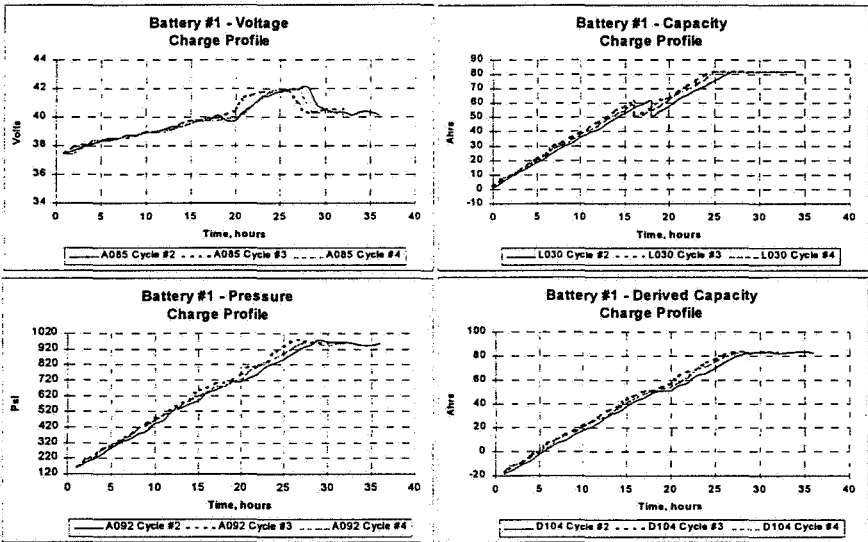 Battery #1 - Voltage
Charge Profile
44
42
40
38
36
34
Volts
0 5 10 15 20 25 30 35 40
Time, hours
A085 Cycle #2 A085 Cycle #3 A085 Cycle #4
Battery #1 - Capacity
Charge Profile
90
80
70
60
50
40
30
20
10
0
-10
Ahrs
0 5 10 15 20 25 30 35 40
Time, hours
L030 Cycle #2 L030 Cycle #3 L030 Cycle #4
Battery #1 - Pressure
Charge Profile
1020
920
820
720
620
520
420
320
220
120
Psi
0 5 10 15 20 25 30 35 40
Time, hours
A092 Cycle #2 A092 Cycle #3 A092 Cycle #4
Battery #1 - Derived Capacity
Charge Profile
100
80
60
40
20
0
-20
Ahrs
0 5 10 15 20 25 30 35 40
Time, hours
D104 Cycle #2 D104 Cycle #3 D104 Cycle #4